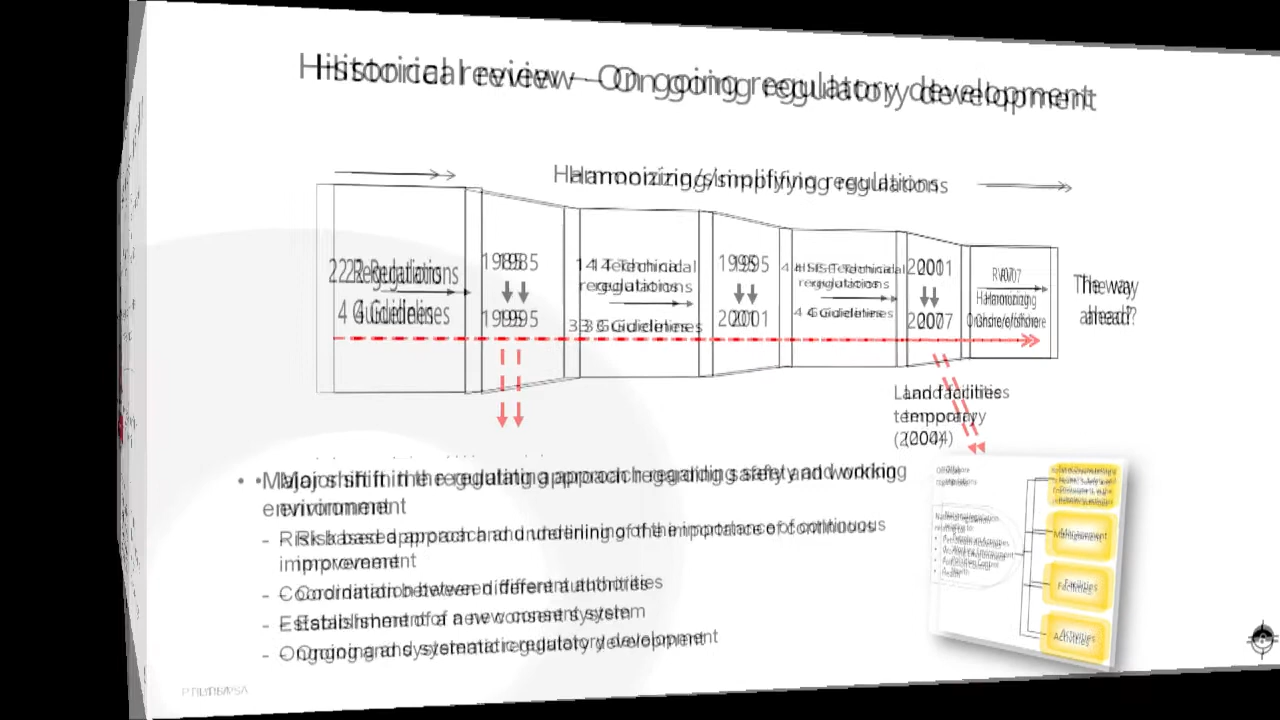 Historical review – Ongoing regulatory development
Harmonizing/simplifying regulations
22 Regulations
4 Guidelines
1985
1995
14 Technical
regulations
3 Guidelines
1995
2001
4 HSE Technical
regulations
4 Guidelines
2001
2007
RV07
Harmonizing
Onshore/offshore
The way
ahead?
Land facilities
temporary
(2004)
• Major shift in the regulating approach regarding safety and working
environment
- Risk based approach and underlining of the importance of continuous
improvement
- Coordination between different authorities
- Establishment of a new consent system
- Ongoing and systematic regulatory development
Management
Facilities
Activities